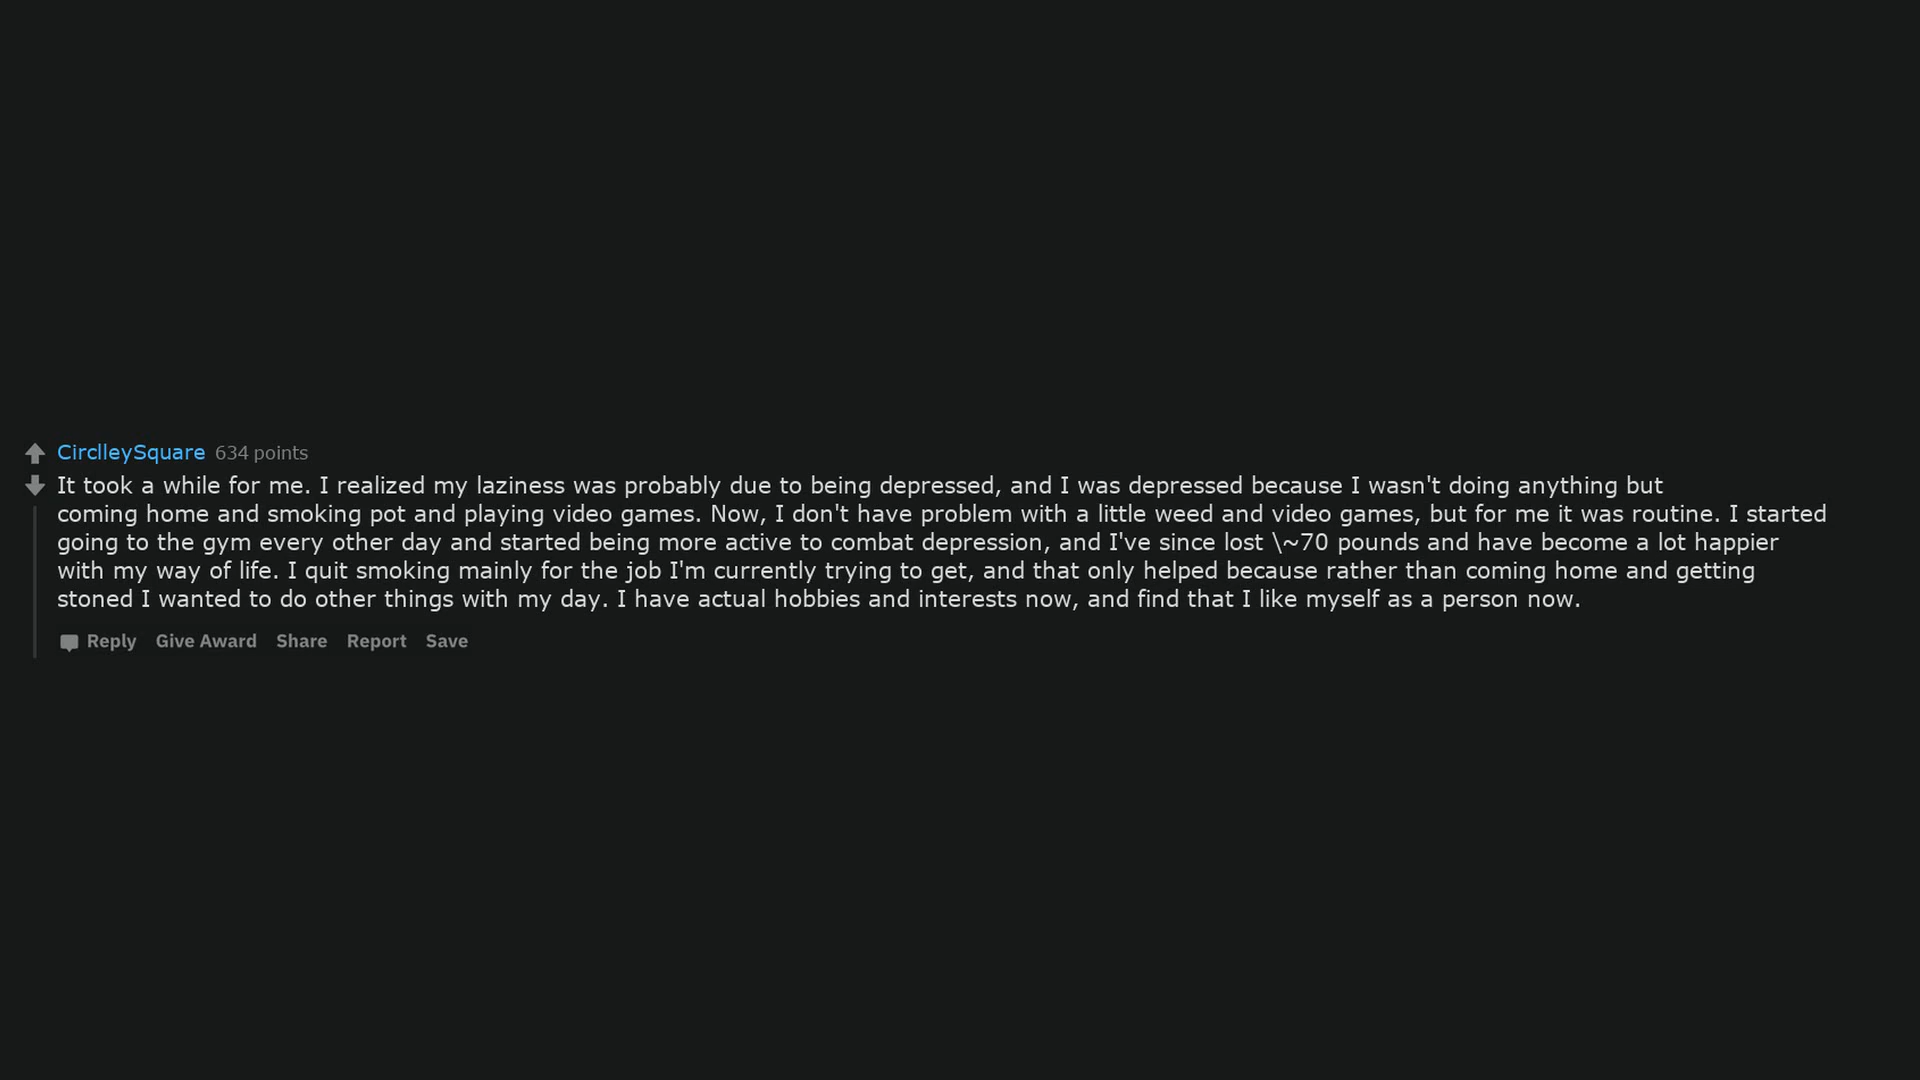 CirclleySquare 634 points
It took a while for me. I realized my laziness was probably due to being depressed, and I was depressed because I wasn't doing anything but
coming home and smoking pot and playing video games. Now, I don't have problem with a little weed and video games, but for me it was routine. I started
going to the gym every other day and started being more active to combat depression, and I've since lost \~70 pounds and have become a lot happier
with my way of life. I quit smoking mainly for the job I'm currently trying to get, and that only helped because rather than coming home and getting
stoned I wanted to do other things with my day. I have actual hobbies and interests now, and find that I like myself as a person now.
Reply Give Award Share Report Save